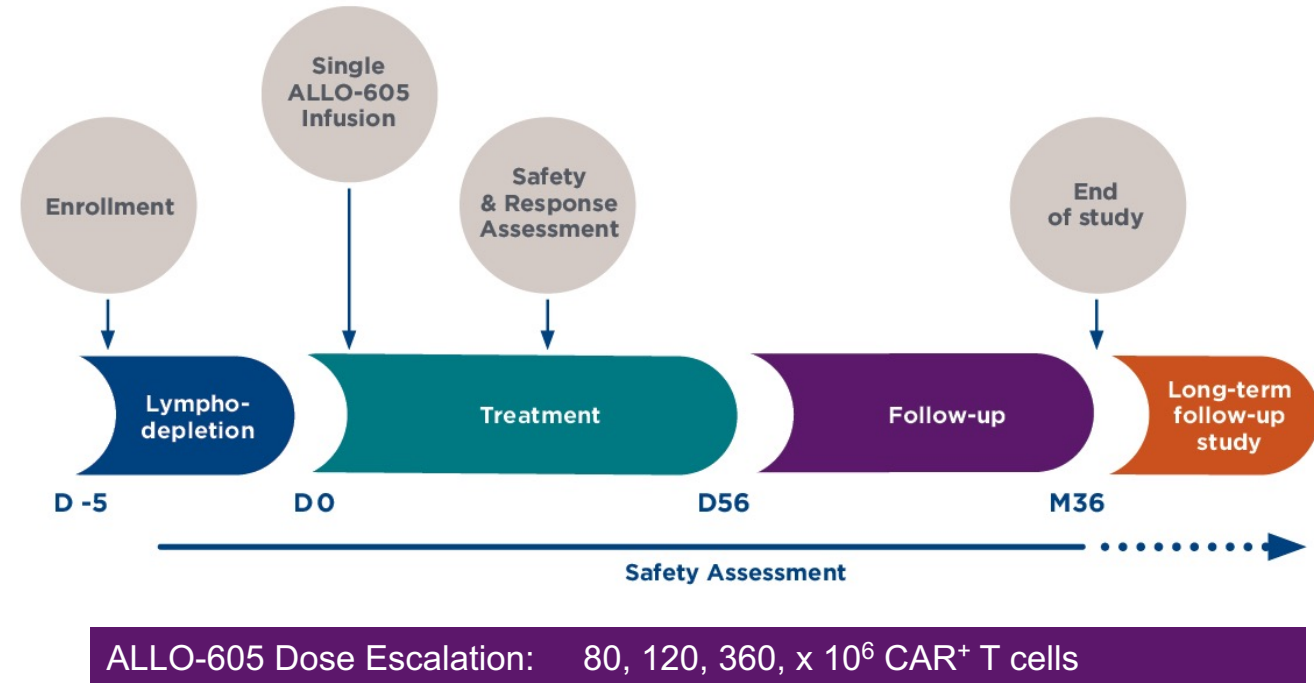 Single
ALLO-605
Infusion
Enrollment
Safety
& Response
Assessment
End
of study
Lympho-
depletion
Treatment
Follow-up
Long-term
follow-up
study
D -5
D 0
D56
M36
Safety Assessment
ALLO-605 Dose Escalation: 80, 120, 360, x 10⁶ CAR⁺ T cells